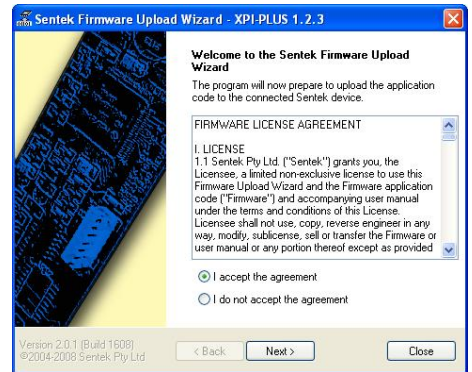 Sentek Firmware Upload Wizard - XPI-PLUS 1.2.3
Welcome to the Sentek Firmware Upload
Wizard
The program will now prepare to upload the application
code to the connected Sentek device.
FIRMWARE LICENSE AGREEMENT
I. LICENSE
1.1 Sentek Pty Ltd. ("Sentek") grants you, the
Licensee, a limited non-exclusive license to use this
Firmware Upload Wizard and the Firmware application
code ("Firmware") and accompanying user manual
under the terms and conditions of this License.
Licensee shall not use, copy, reverse engineer in any
way, modify, sublicense, sell or transfer the Firmware or
user manual or any portion thereof except as provided
I accept the agreement
I do not accept the agreement
Version 2.0.1 (Build 1608)
©2004-2008 Sentek Pty Ltd
< Back
Next >
Close